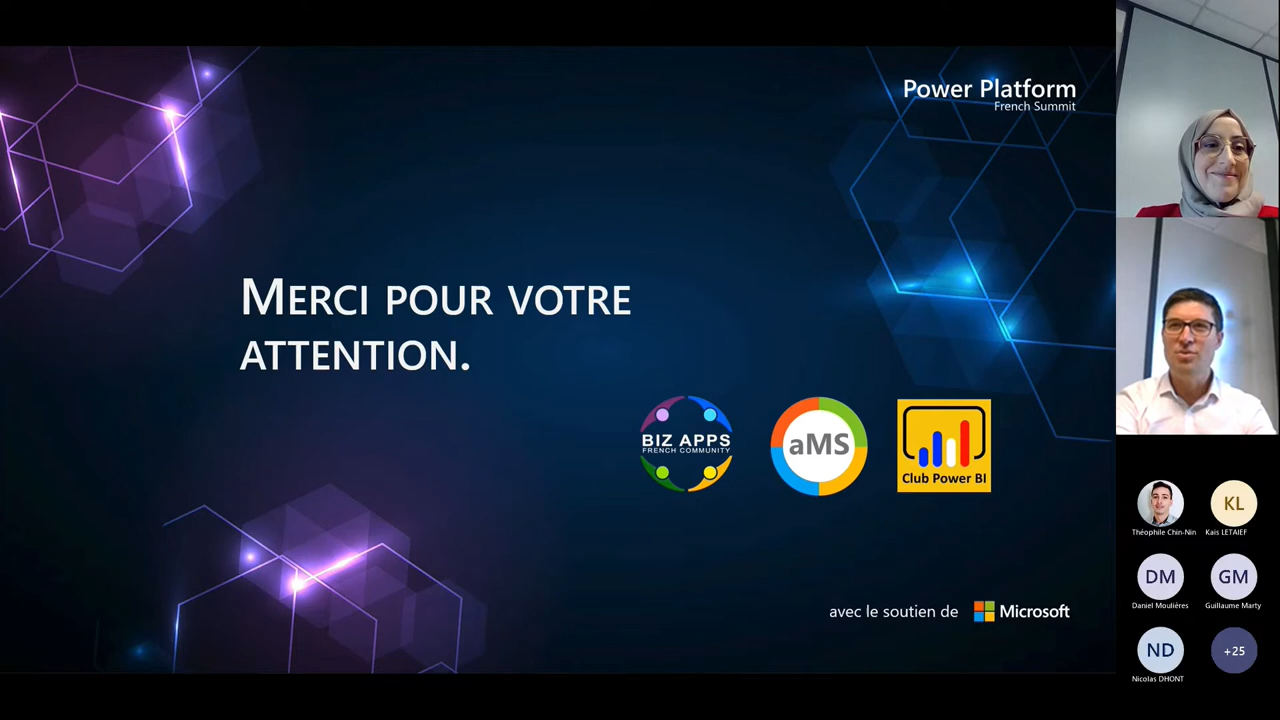 Power Platform
French Summit
MERCI POUR VOTRE
ATTENTION.
BIZ APPS
FRENCH COMMUNITY
aMS
Club Power BI
avec le soutien de Microsoft
Théophile Chin-Nin
KL
Kais LETAIEF
DM
Daniel Moulières
GM
Guillaume Marty
ND
Nicolas DHONT
+25